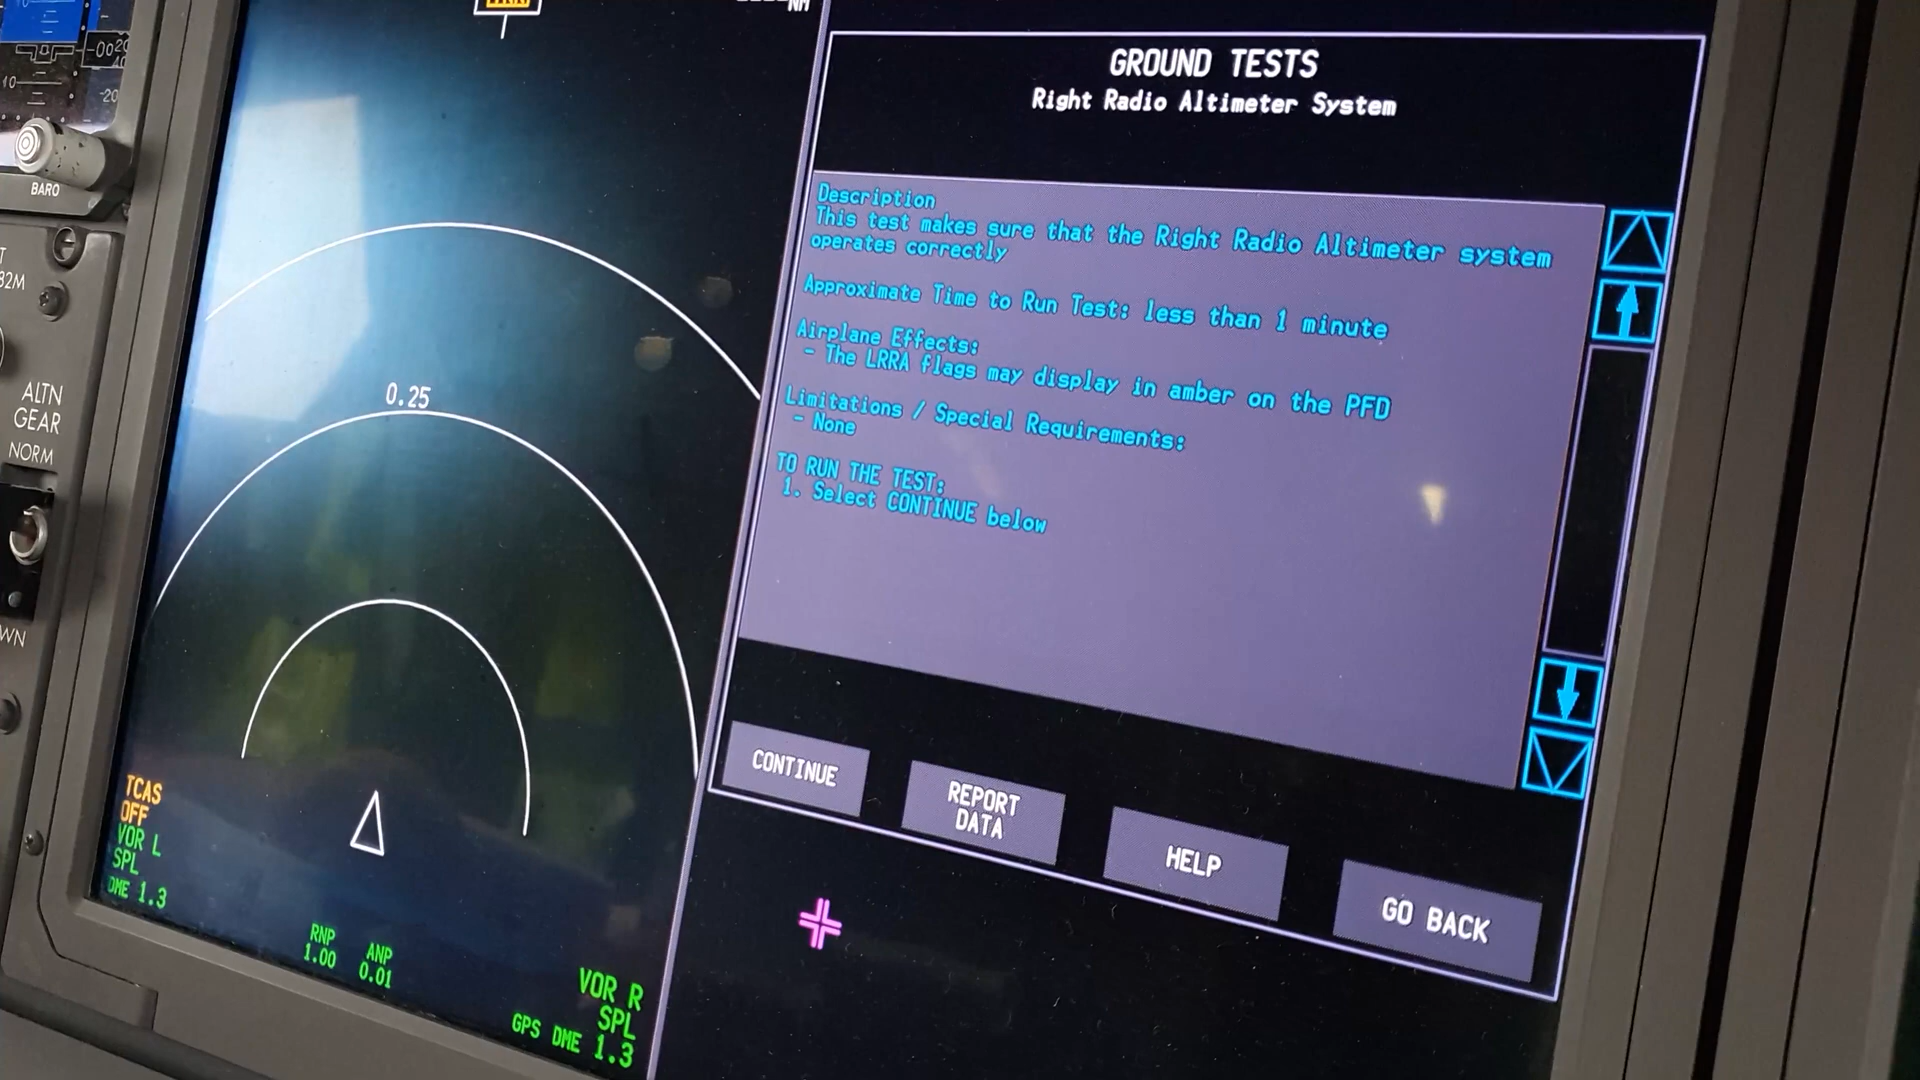 BARO
ALTN
GEAR
NORM
0.25
TCAS
OFF
VOR L
SPL
DME 1.3
RNP
1.00
ANP
0.01
VOR R
SPL
GPS DME 1.3
NM
GROUND TESTS
Right Radio Altimeter System
Description
This test makes sure that the Right Radio Altimeter system
operates correctly
Approximate Time to Run Test: less than 1 minute
Airplane Effects:
- The LRRA flags may display in amber on the PFD
Limitations / Special Requirements:
- None
TO RUN THE TEST:
1. Select CONTINUE below
CONTINUE
REPORT
DATA
HELP
GO BACK